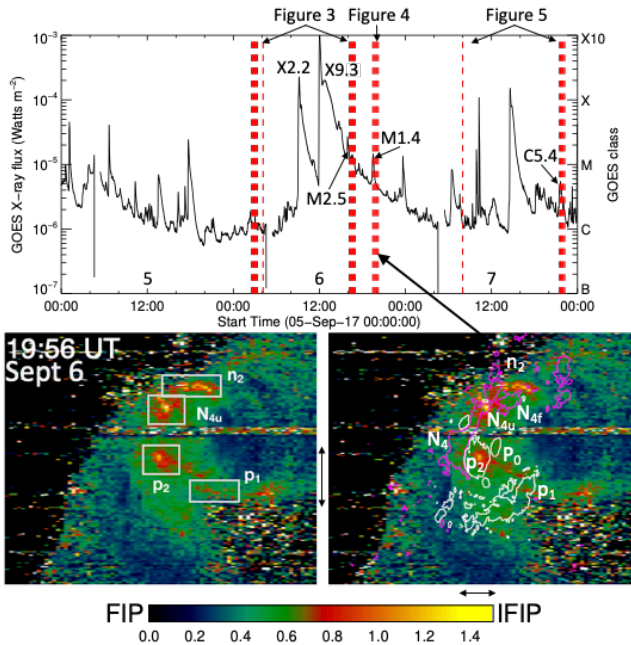 Figure 3 Figure 4 Figure 5
10⁻³ X10
10⁻⁴ X
10⁻⁵ M
10⁻⁶ C
10⁻⁷ B
GOES X-ray flux (Watts m⁻²)
GOES class
X2.2 X9.3
M2.5 M1.4 C5.4
5 6 7
00:00 12:00 00:00 12:00 00:00 12:00 00:00
Start Time (05-Sep-17 00:00:00)
19:56 UT
Sept 6
n₂
N₄ᵤ
p₂ p₁
n₂
N₄ N₄ᵤ N₄f
p₂ P₀
p₁
FIP IFIP
0.0 0.2 0.4 0.6 0.8 1.0 1.2 1.4